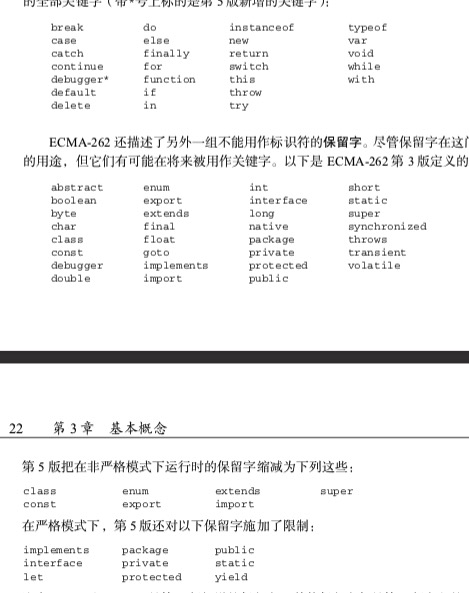 的全部关键字（带*号上标的是第 5 版新增的关键字）：
break do instanceof typeof
case else new var
catch finally return void
continue for switch while
debugger* function this with
default if throw
delete in try
ECMA-262 还描述了另外一组不能用作标识符的保留字。尽管保留字在这门
的用途，但它们有可能在将来被用作关键字。以下是 ECMA-262 第 3 版定义的
abstract enum int short
boolean export interface static
byte extends long super
char final native synchronized
class float package throws
const goto private transient
debugger implements protected volatile
double import public
22 第 3 章 基本概念
第 5 版把在非严格模式下运行时的保留字缩减为下列这些：
class enum extends super
const export import
在严格模式下，第 5 版还对以下保留字施加了限制：
implements package public
interface private static
let protected yield